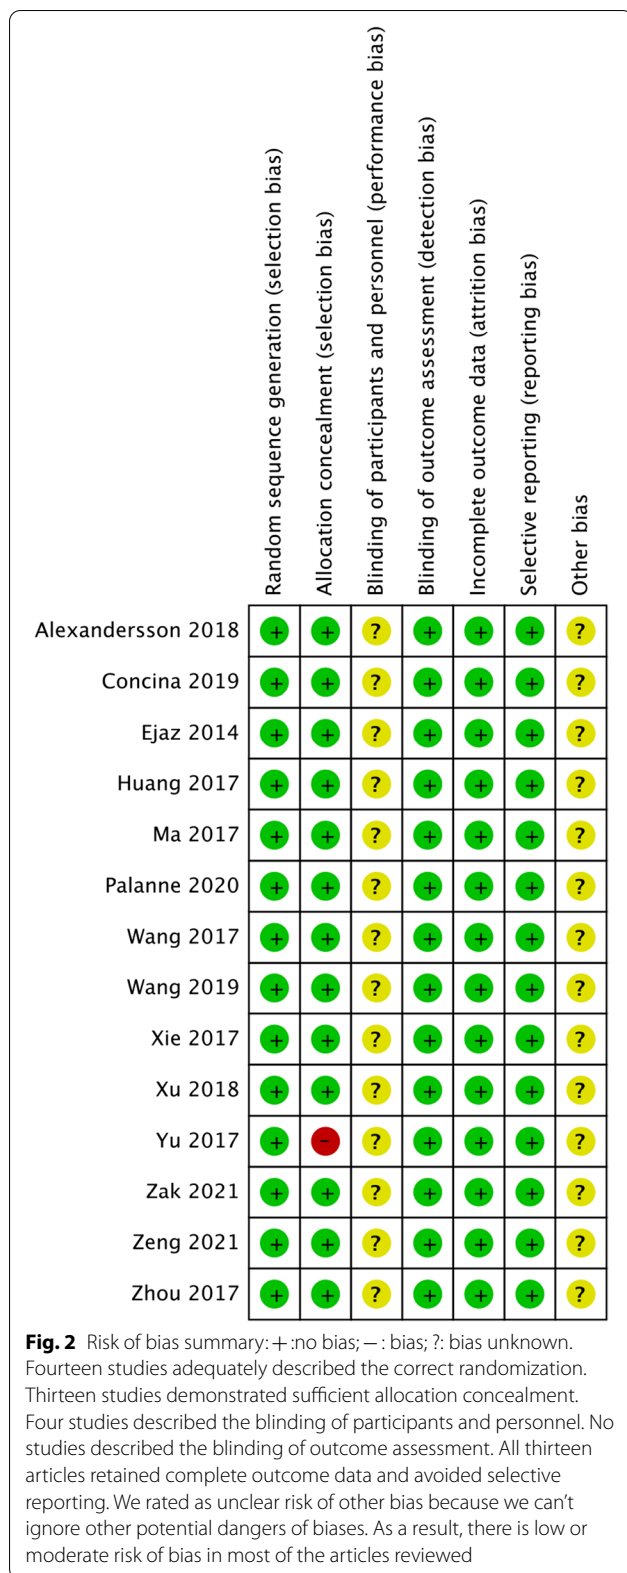 Random sequence generation (selection bias)
Allocation concealment (selection bias)
Blinding of participants and personnel (performance bias)
Blinding of outcome assessment (detection bias)
Incomplete outcome data (attrition bias)
Selective reporting (reporting bias)
Other bias
Alexandersson 2018 + + ? + + + ?
Concina 2019 + + ? + + + ?
Ejaz 2014 + + ? + + + ?
Huang 2017 + + ? + + + ?
Ma 2017 + + ? + + + ?
Palanne 2020 + + ? + + + ?
Wang 2017 + + ? + + + ?
Wang 2019 + + ? + + + ?
Xie 2017 + + ? + + + ?
Xu 2018 + + ? + + + ?
Yu 2017 + – ? + + + ?
Zak 2021 + + ? + + + ?
Zeng 2021 + + ? + + + ?
Zhou 2017 + + ? + + + ?
Fig. 2 Risk of bias summary: + :no bias; − : bias; ?: bias unknown.
Fourteen studies adequately described the correct randomization.
Thirteen studies demonstrated sufficient allocation concealment.
Four studies described the blinding of participants and personnel. No
studies described the blinding of outcome assessment. All thirteen
articles retained complete outcome data and avoided selective
reporting. We rated as unclear risk of other bias because we can't
ignore other potential dangers of biases. As a result, there is low or
moderate risk of bias in most of the articles reviewed